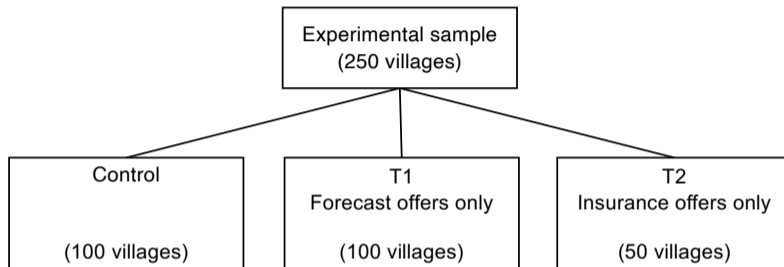 Experimental sample
(250 villages)
Control
(100 villages)
T1
Forecast offers only
(100 villages)
T2
Insurance offers only
(50 villages)